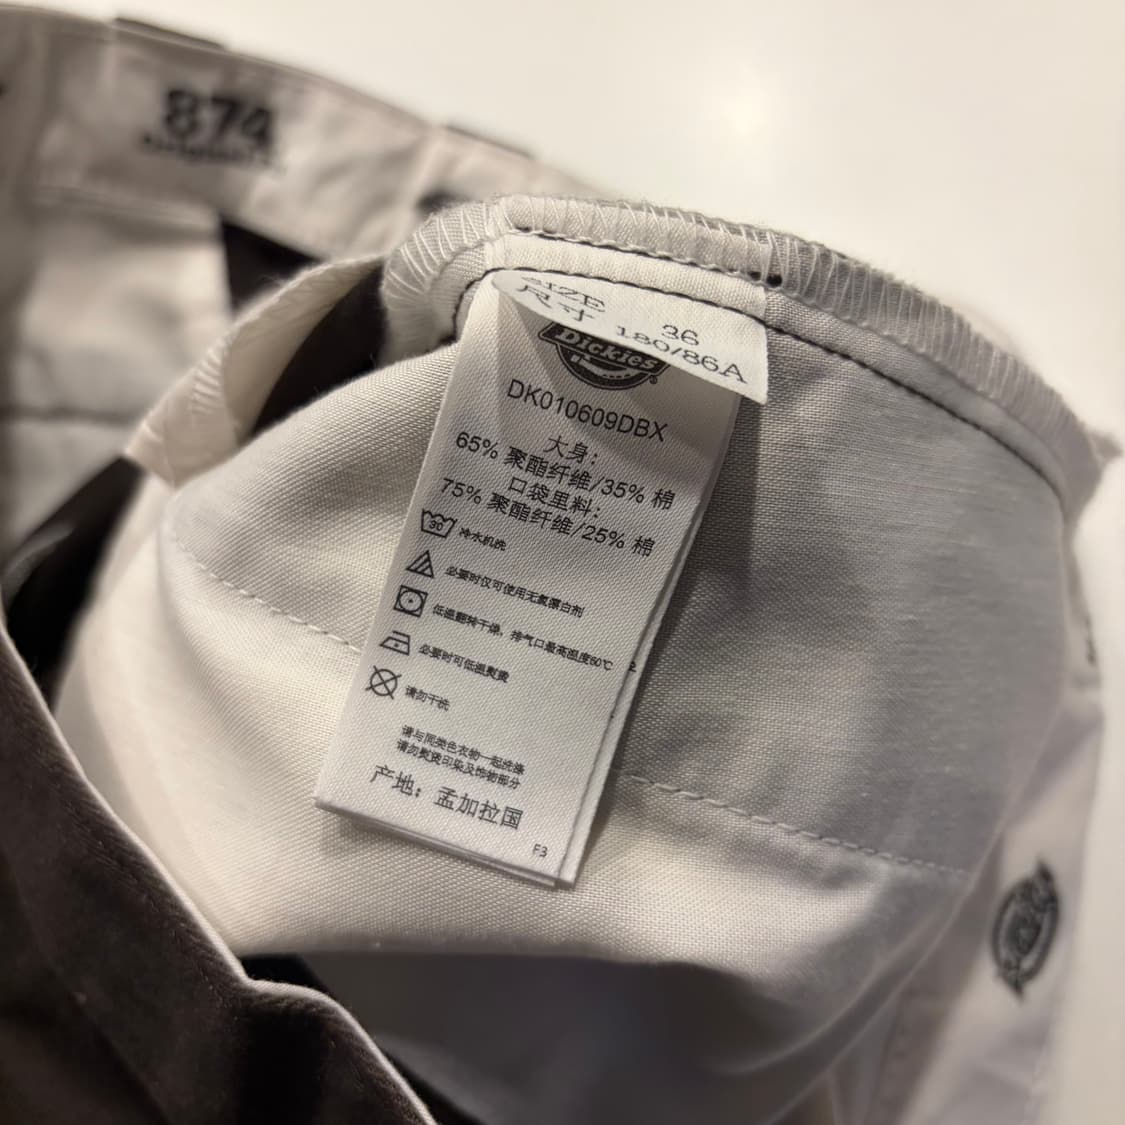 874
SIZE 36
尺寸 180/86A
Dickies
DK010609DBX
大身:
65% 聚酯纤维/35% 棉
口袋里料:
75% 聚酯纤维/25% 棉
30 冷水机洗
必要时仅可使用无氯漂白剂
低温翻转干燥，排气口最高温度60℃
必要时可低温熨烫
请勿干洗
请与同类色衣物一起洗涤
请勿熨烫印染及饰物部分
产地: 孟加拉国
F3